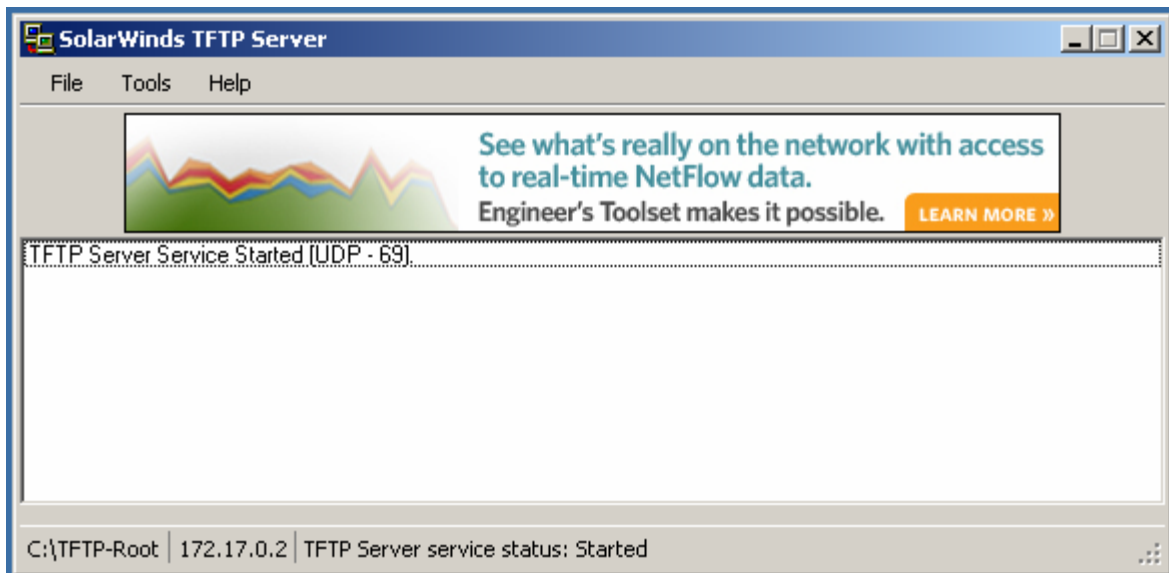 SolarWinds TFTP Server
File Tools Help
See what's really on the network with access
to real-time NetFlow data.
Engineer's Toolset makes it possible.
LEARN MORE »
TFTP Server Service Started (UDP - 69).
C:\TFTP-Root 172.17.0.2 TFTP Server service status: Started